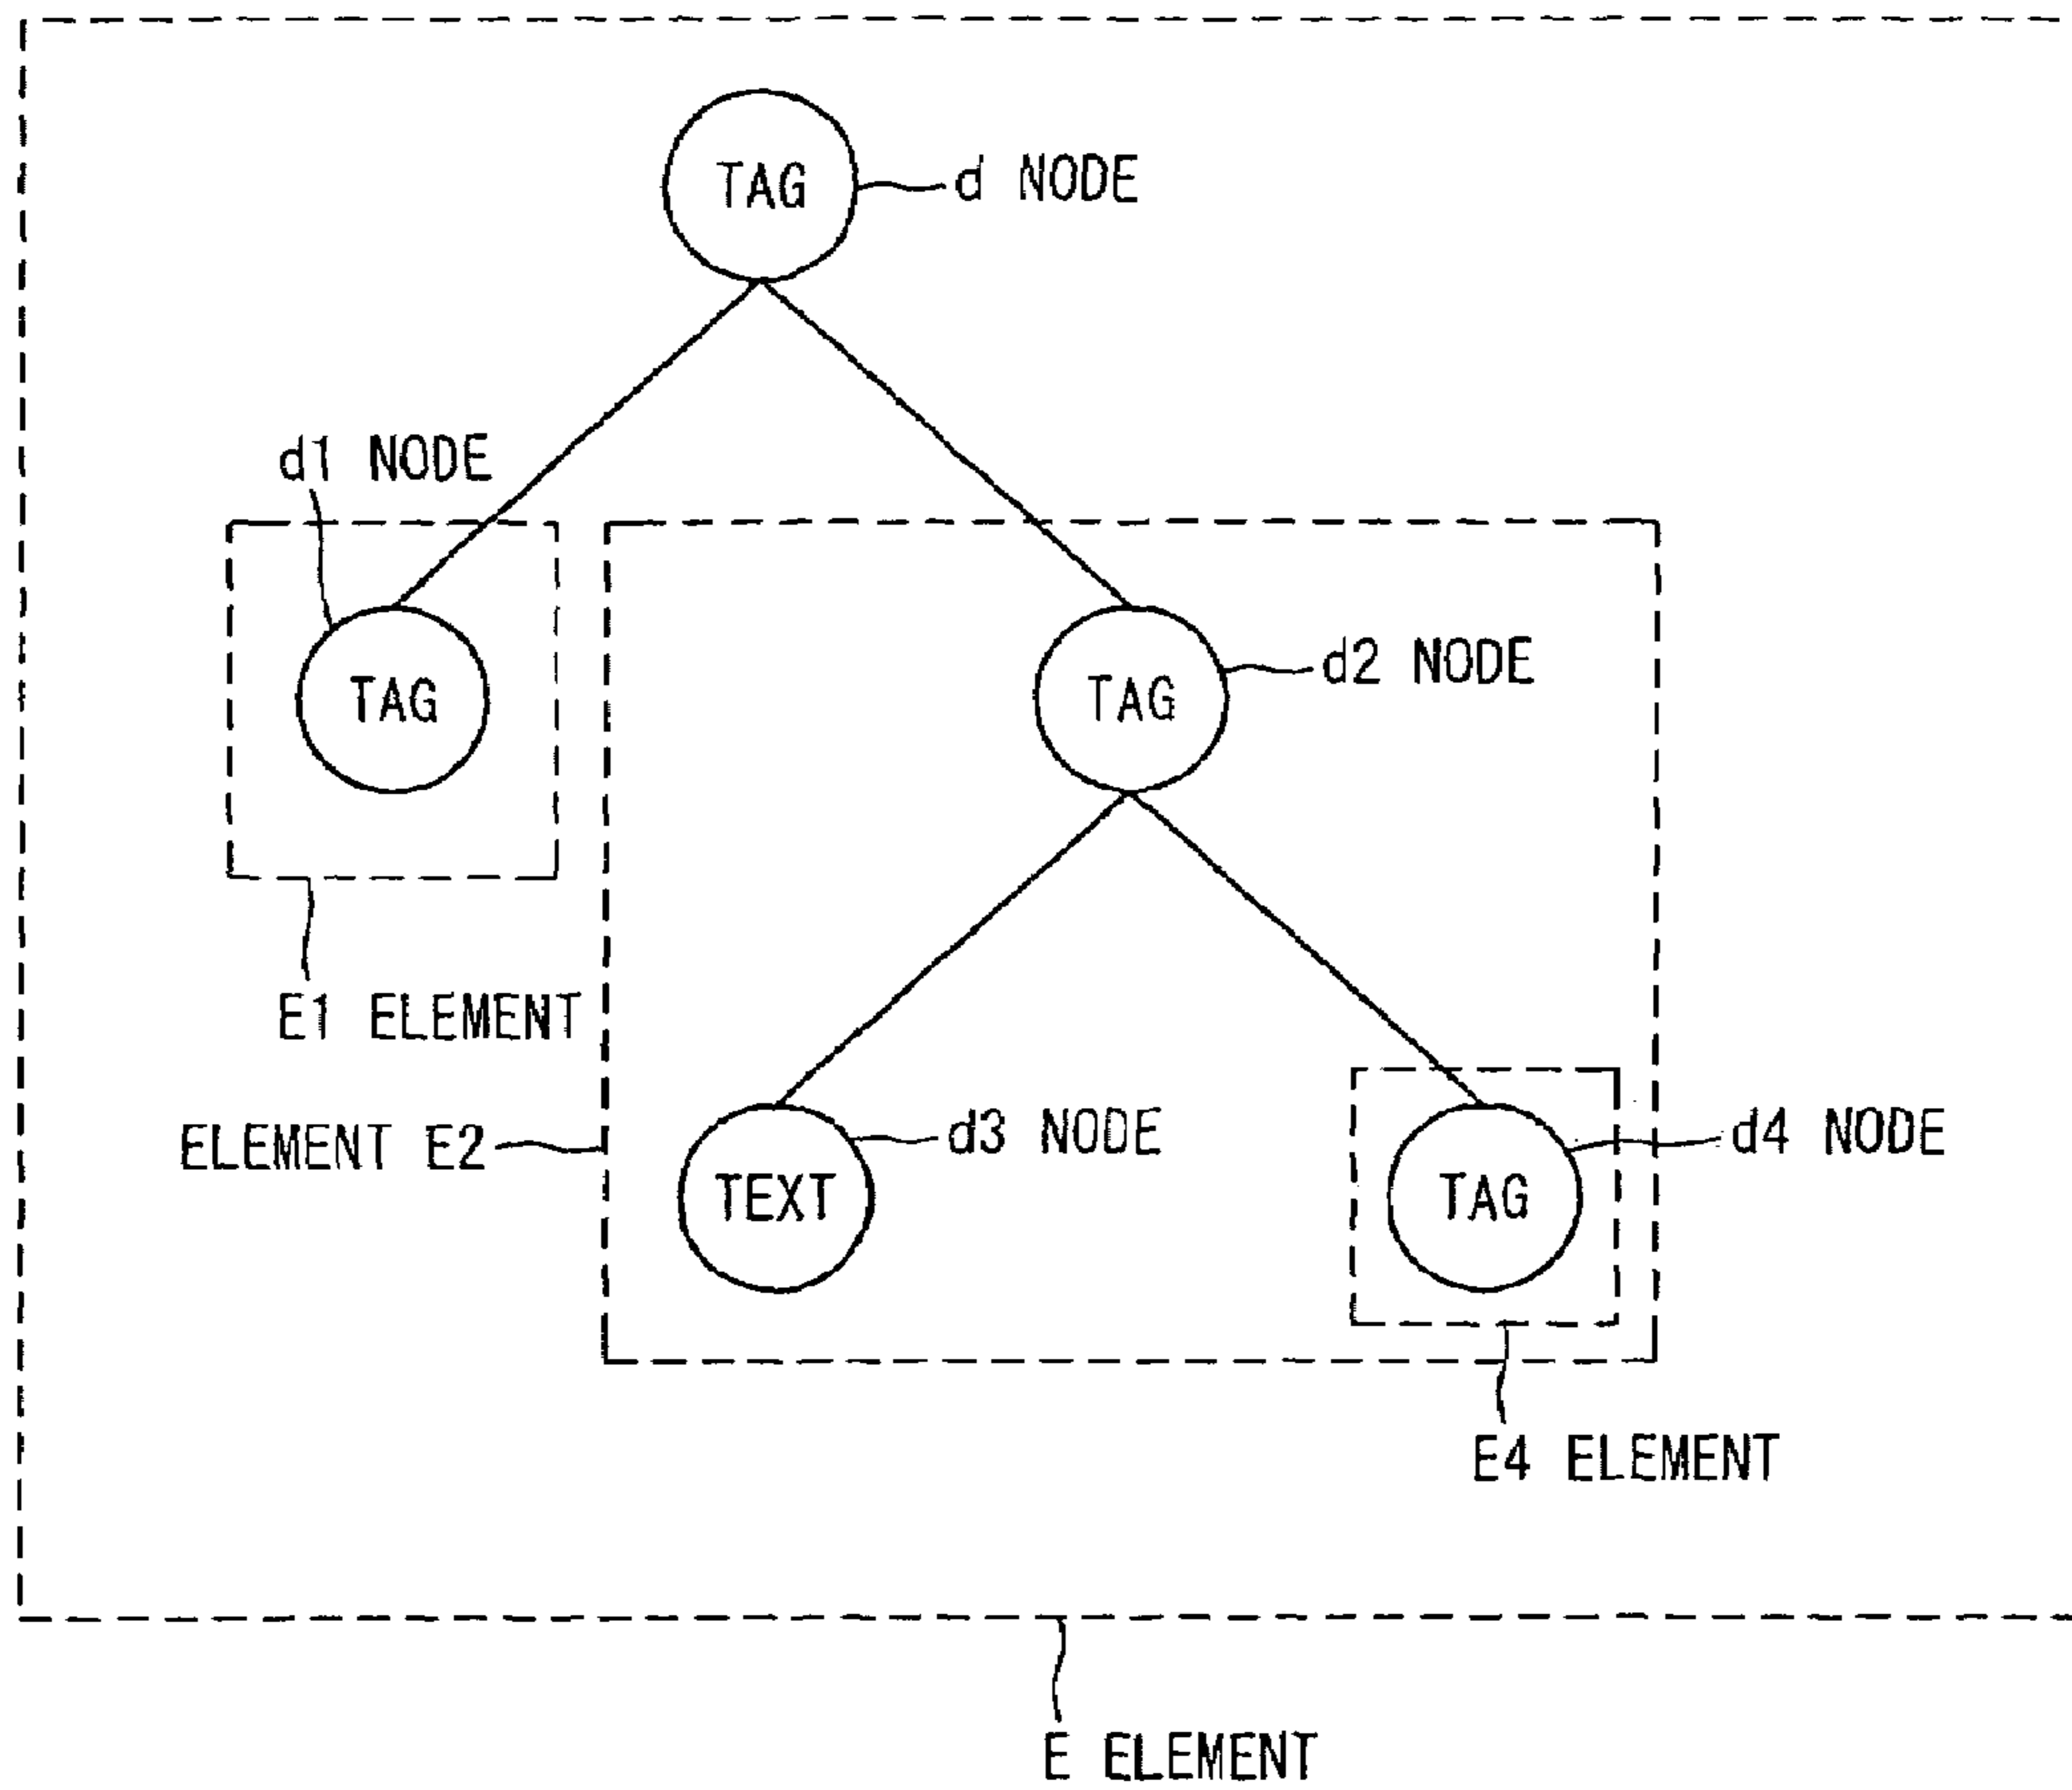 TAG
d NODE
d1 NODE
TAG
TAG
d2 NODE
E1 ELEMENT
ELEMENT E2
TEXT
d3 NODE
TAG
d4 NODE
E4 ELEMENT
E ELEMENT